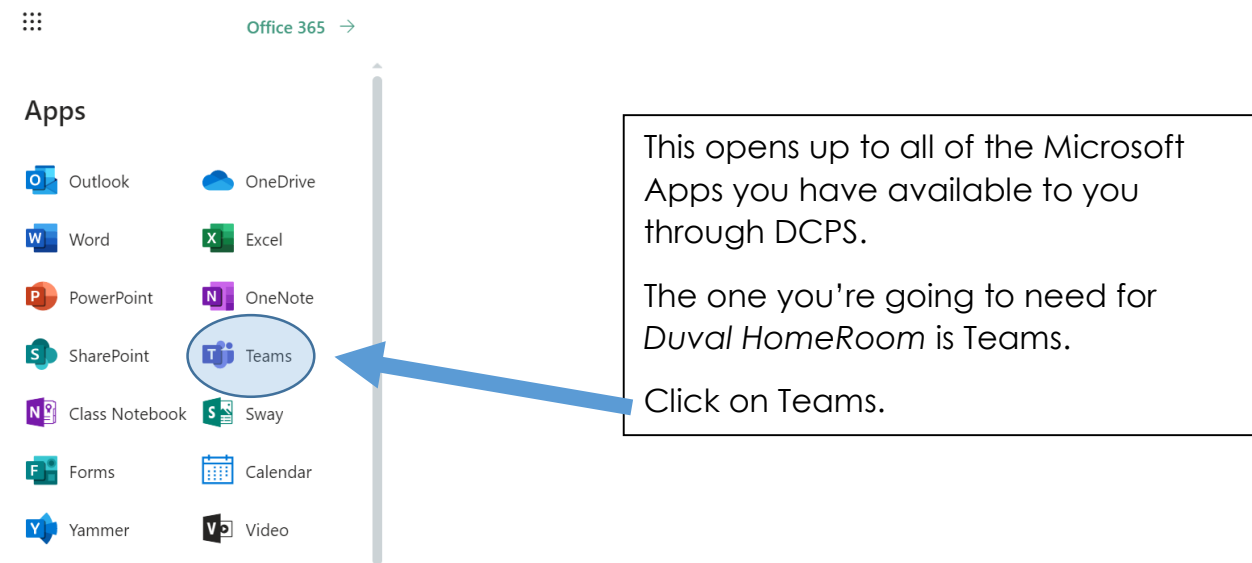 Office 365 →
Apps
Outlook OneDrive
Word Excel
PowerPoint OneNote
SharePoint Teams
Class Notebook Sway
Forms Calendar
Yammer Video
This opens up to all of the Microsoft
Apps you have available to you
through DCPS.
The one you’re going to need for
Duval HomeRoom is Teams.
Click on Teams.